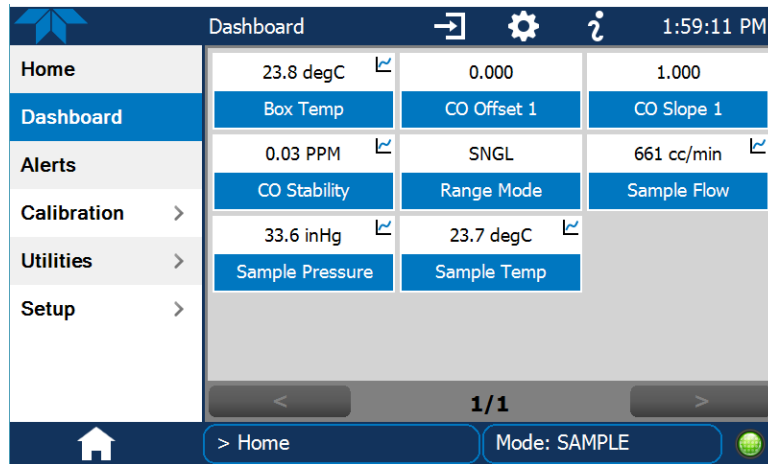 Dashboard 1:59:11 PM
Home
Dashboard
Alerts
Calibration >
Utilities >
Setup >
23.8 degC 0.000 1.000
Box Temp CO Offset 1 CO Slope 1
0.03 PPM SNGL 661 cc/min
CO Stability Range Mode Sample Flow
33.6 inHg 23.7 degC
Sample Pressure Sample Temp
< 1/1 >
> Home Mode: SAMPLE